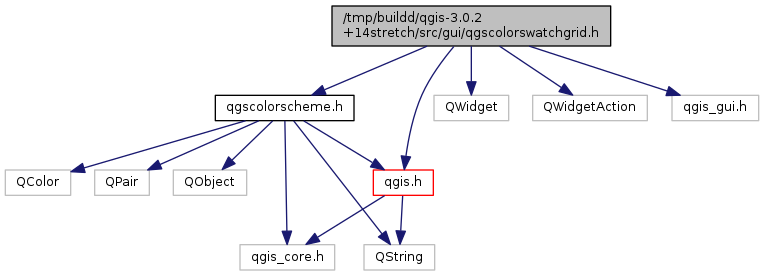 /tmp/buildd/qgis-3.0.2
+14stretch/src/gui/qgscolorswatchgrid.h
qgscolorscheme.h
QWidget
QWidgetAction
qgis_gui.h
QColor
QPair
QObject
qgis.h
qgis_core.h
QString